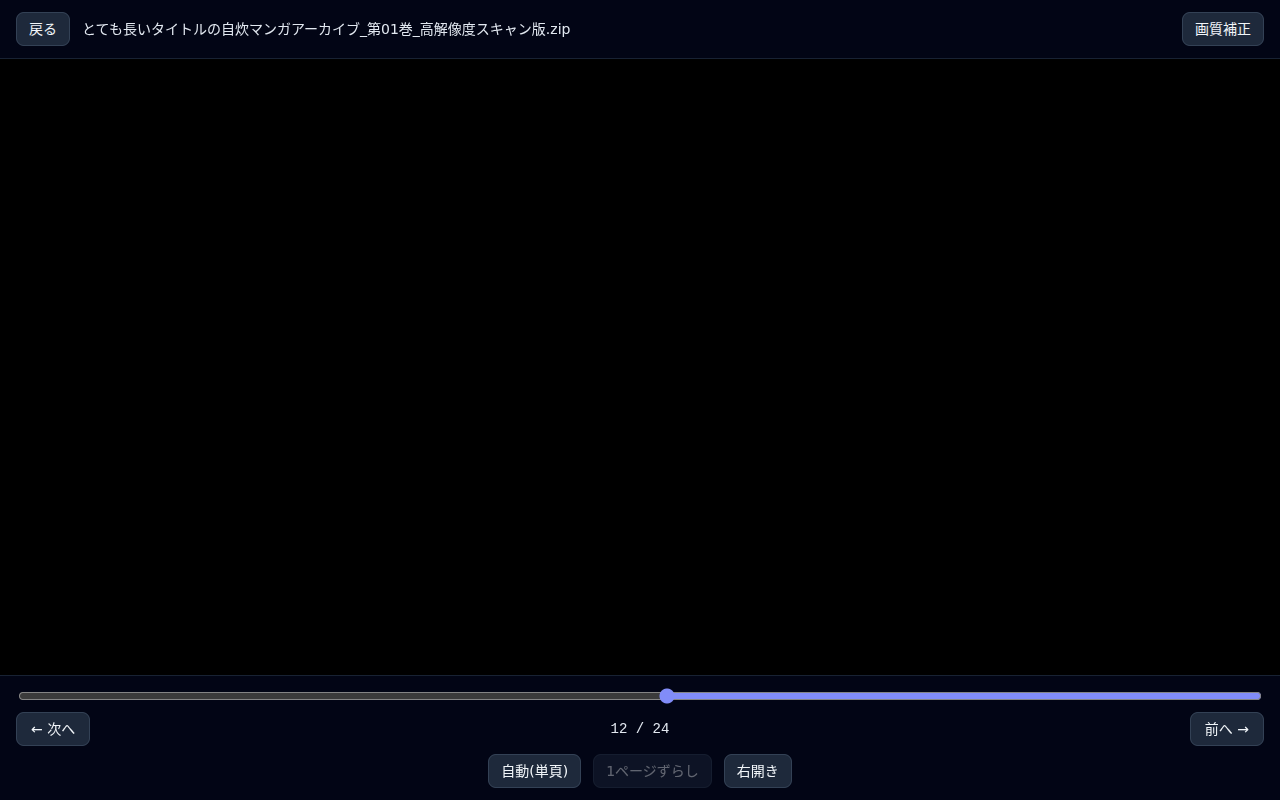 戻る とても長いタイトルの自炊マンガアーカイブ_第01巻_高解像度スキャン版.zip 画質補正
← 次へ 12 / 24 前へ →
自動(単頁) 1ページずらし 右開き